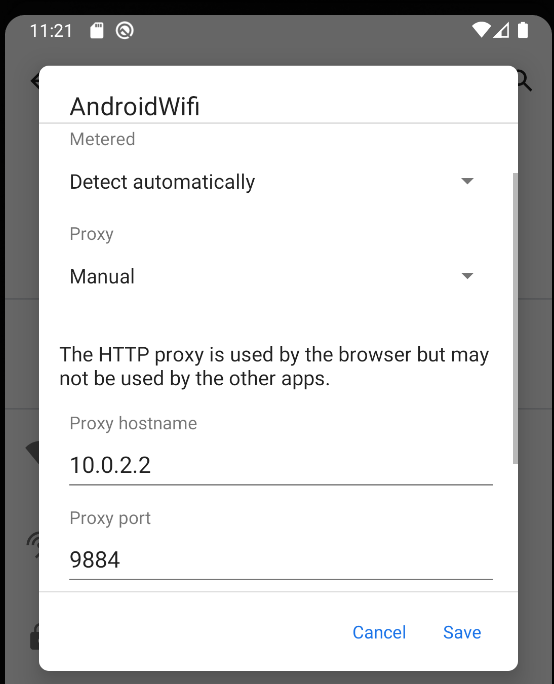 11:21
AndroidWifi
Metered
Detect automatically
Proxy
Manual
The HTTP proxy is used by the browser but may
not be used by the other apps.
Proxy hostname
10.0.2.2
Proxy port
9884
Cancel
Save